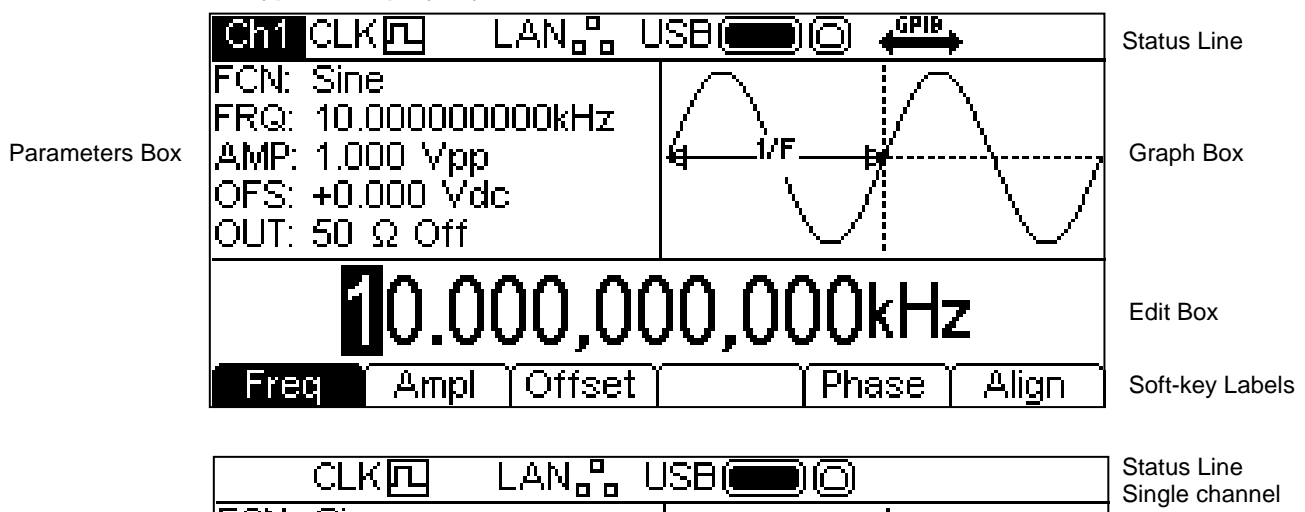 Ch1 CLK LAN USB GPIB
Status Line
Parameters Box
FCN: Sine
FRQ: 10.000000000kHz
AMP: 1.000 Vpp
OFS: +0.000 Vdc
OUT: 50 Ω Off
1/F
Graph Box
10.000,000,000kHz
Edit Box
Freq Ampl Offset Phase Align
Soft-key Labels
CLK LAN USB
Status Line
Single channel